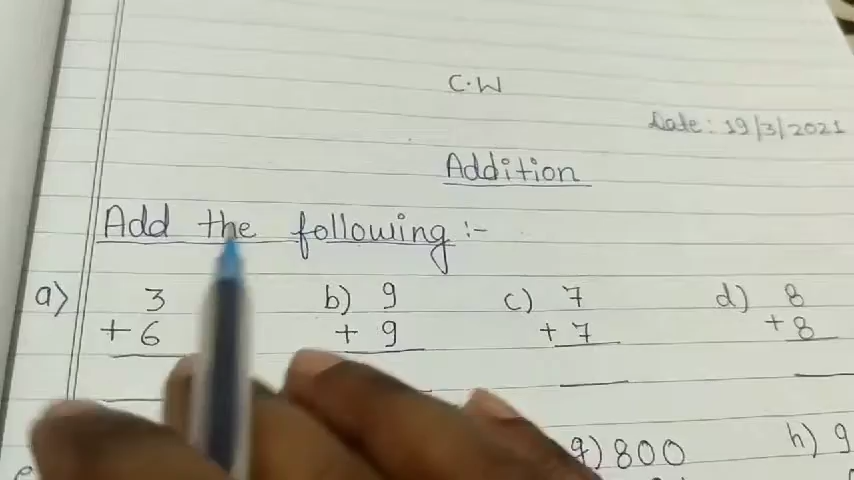 C.W
Date: 19/3/2021
Addition
Add the following :-
a) 3 b) 9 c) 7 d) 8
+ 6 + 9 + 7 + 8
g) 800 h) 9